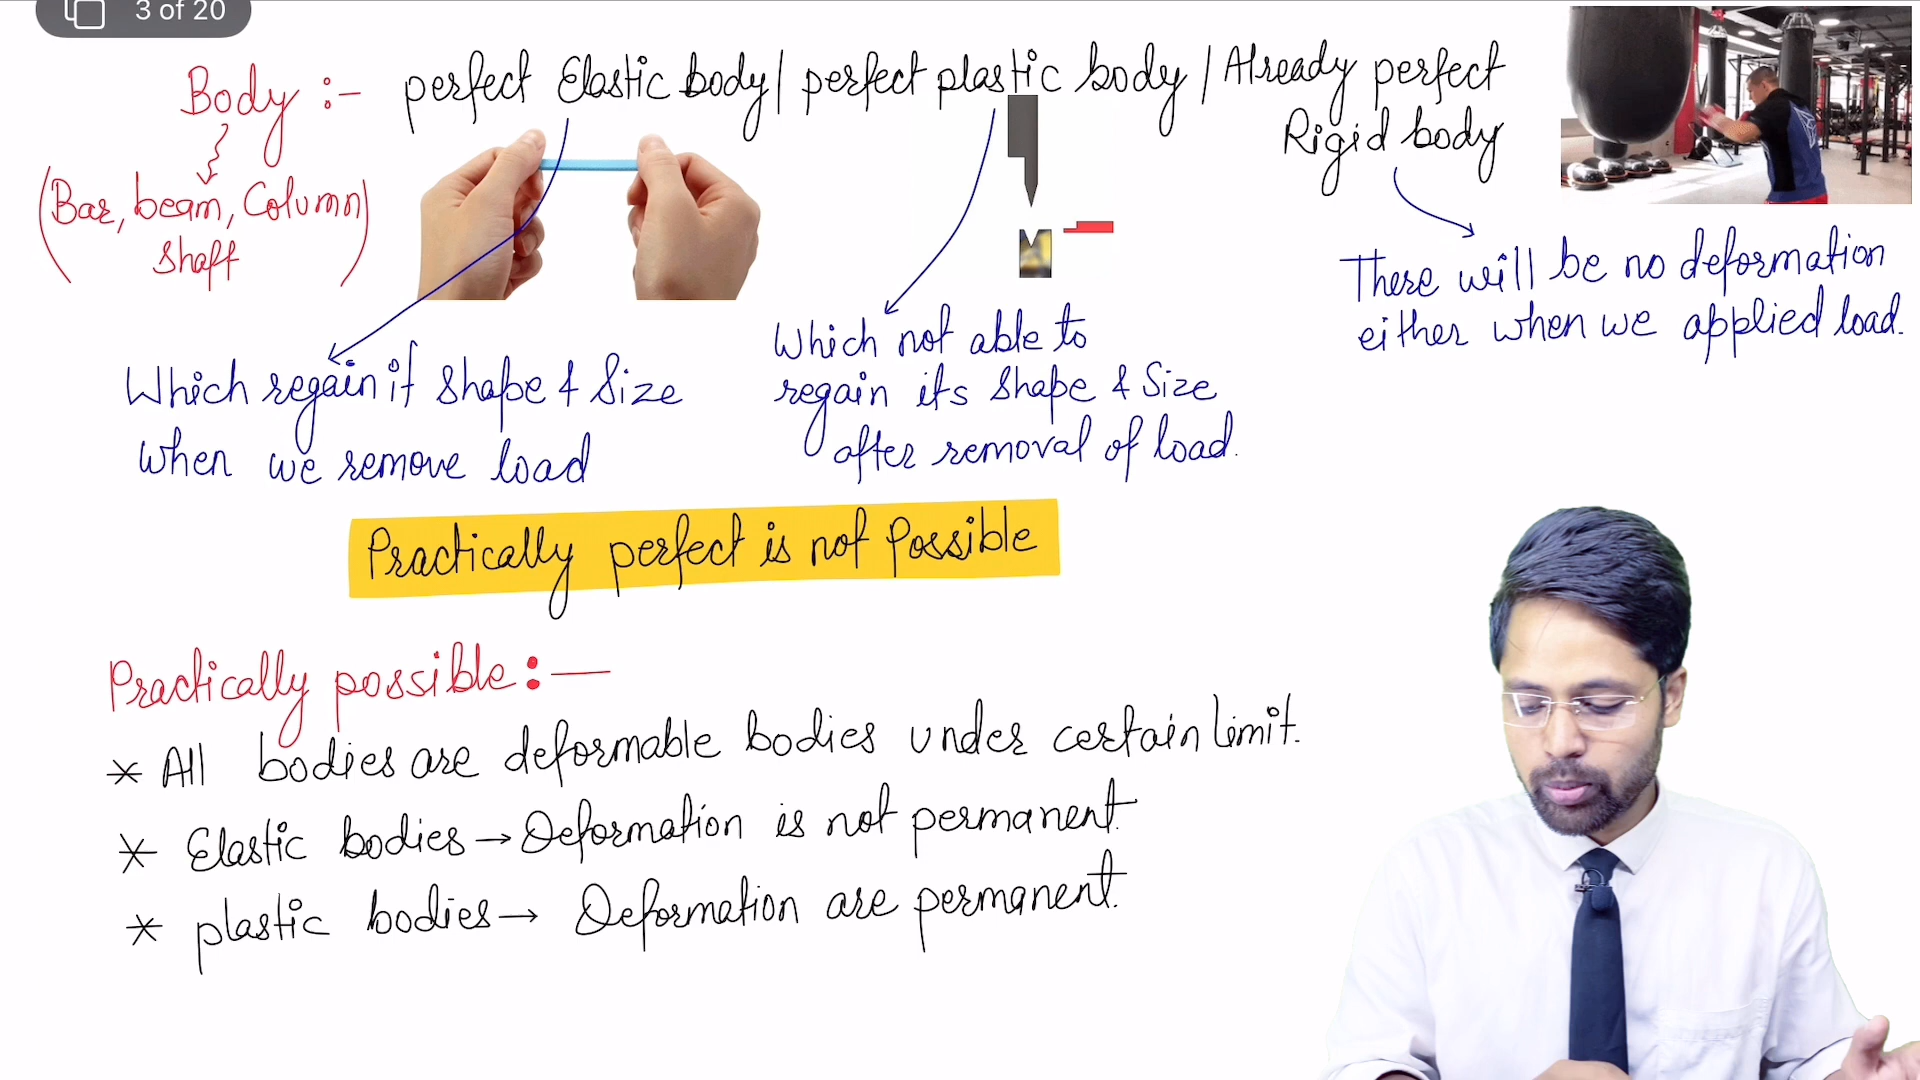 3 of 20
Body :- perfect Elastic body / perfect plastic body / Already perfect
Rigid body
(Bar, beam, Column
shaft)
There will be no deformation
either when we applied load.
Which regain it shape & Size
when we remove load
Which not able to
regain its shape & Size
after removal of load.
Practically perfect is not Possible
Practically possible :—
* All bodies are deformable bodies under certain limit.
* Elastic bodies → Deformation is not permanent.
* plastic bodies → Deformation are permanent.